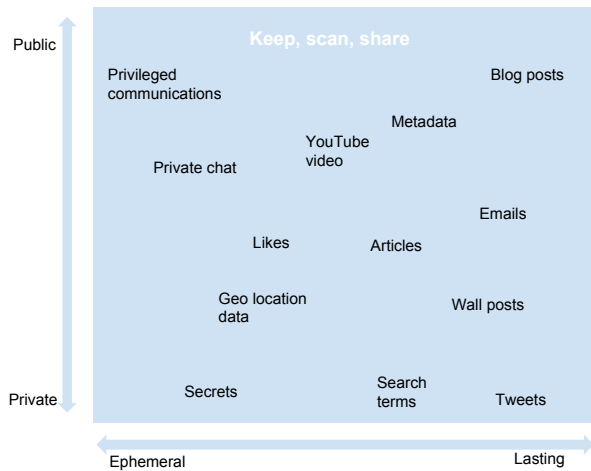 Public
Keep, scan, share
Privileged
communications
Blog posts
Metadata
YouTube
video
Private chat
Emails
Likes
Articles
Geo location
data
Wall posts
Private
Secrets
Search
terms
Tweets
Ephemeral
Lasting